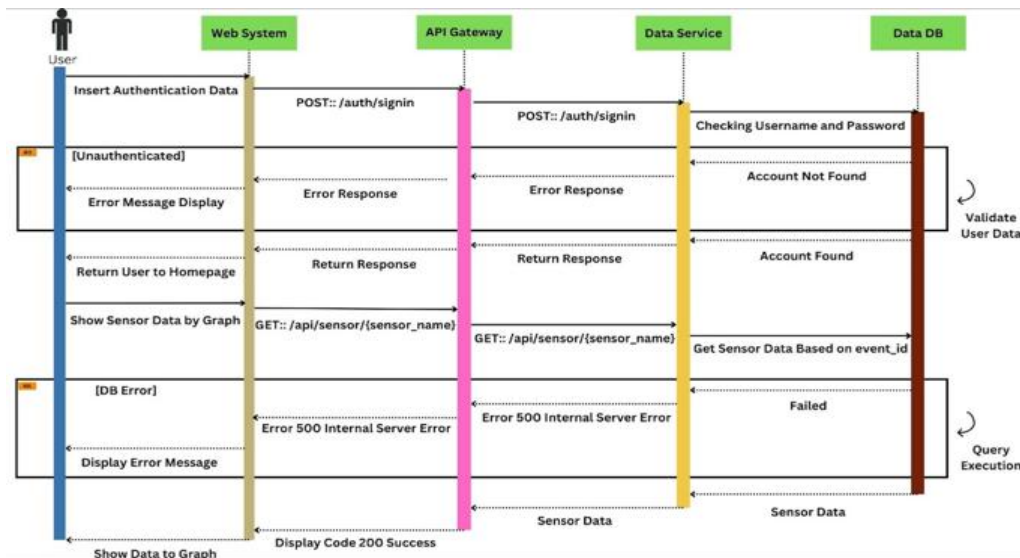 User
Web System
API Gateway
Data Service
Data DB
Insert Authentication Data
POST:: /auth/signin
POST:: /auth/signin
Checking Username and Password
[Unauthenticated]
Account Not Found
Error Response
Error Response
Error Message Display
Validate
User Data
Account Found
Return Response
Return Response
Return User to Homepage
Show Sensor Data by Graph
GET:: /api/sensor/{sensor_name}
GET:: /api/sensor/{sensor_name}
Get Sensor Data Based on event_id
[DB Error]
Failed
Error 500 Internal Server Error
Error 500 Internal Server Error
Display Error Message
Query
Execution
Sensor Data
Sensor Data
Display Code 200 Success
Show Data to Graph